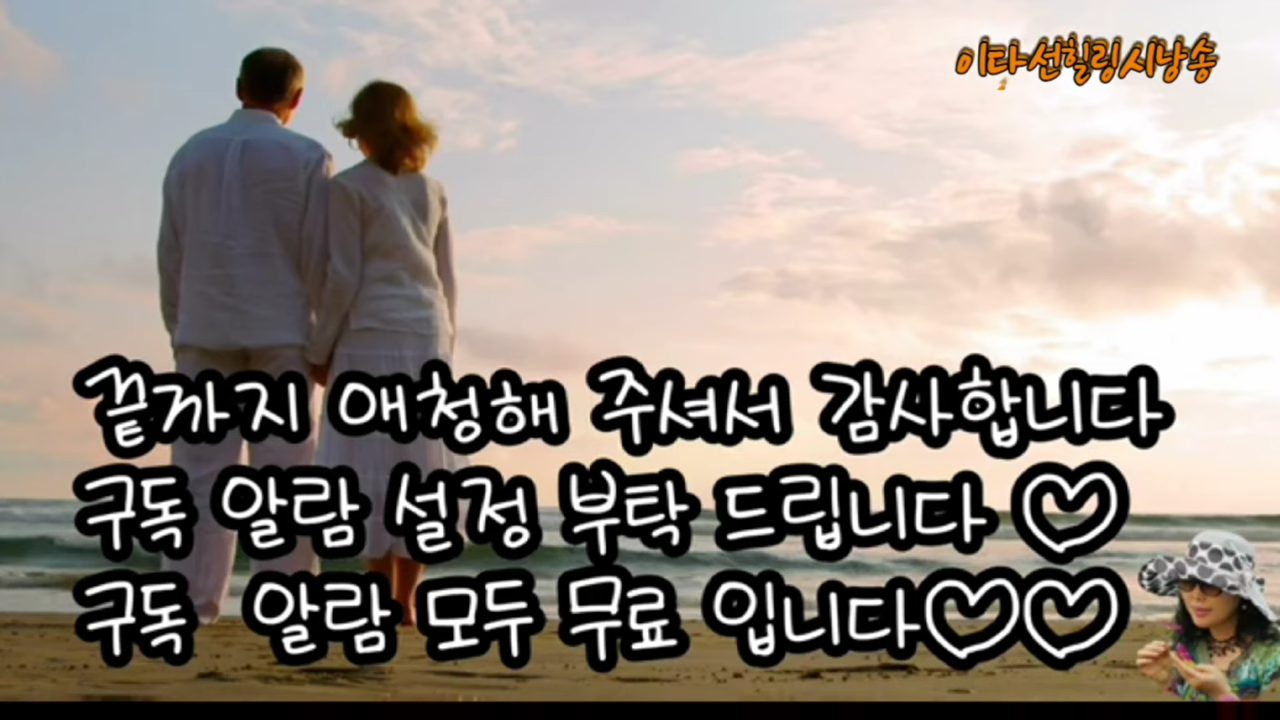 이다선힐링시낭송
끝까지 애청해 주셔서 감사합니다
구독 알람 설정 부탁 드립니다 ♡
구독 알람 모두 무료 입니다♡♡